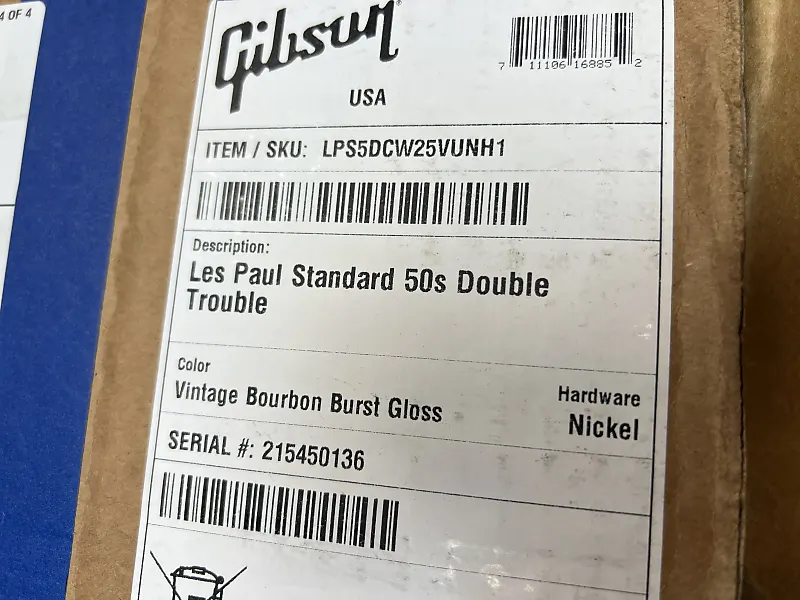 4 OF 4
Gibson
USA
7 11106 16885 2
ITEM / SKU: LPS5DCW25VUNH1
Description:
Les Paul Standard 50s Double
Trouble
Color
Vintage Bourbon Burst Gloss
Hardware
Nickel
SERIAL #: 215450136